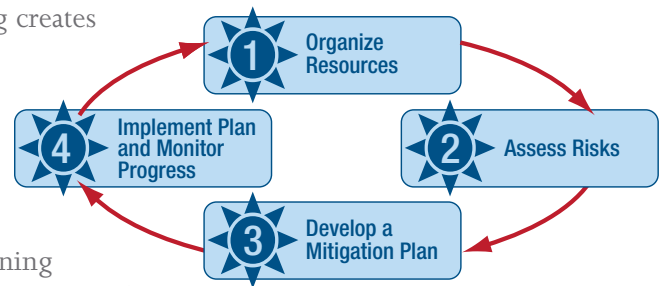 g creates
1
Organize
Resources
2
Assess Risks
3
Develop a
Mitigation Plan
4
Implement Plan
and Monitor
Progress
ning